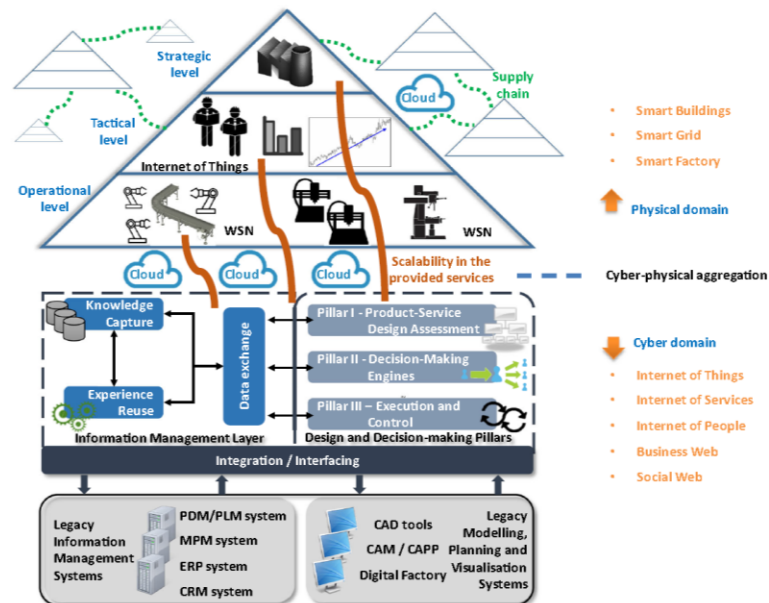 Strategic
level
Cloud
Supply
chain
Tactical
level
Internet of Things
Operational
level
WSN
WSN
Cloud
Cloud
Cloud
Scalability in the
provided services
Knowledge
Capture
Experience
Reuse
Data exchange
Information Management Layer
Pillar I - Product-Service
Design Assessment
Pillar II - Decision-Making
Engines
Pillar III – Execution and
Control
Design and Decision-making Pillars
Integration / Interfacing
Legacy
Information
Management
Systems
PDM/PLM system
MPM system
ERP system
CRM system
CAD tools
CAM / CAPP
Digital Factory
Legacy
Modelling,
Planning and
Visualisation
Systems
• Smart Buildings
• Smart Grid
• Smart Factory
Physical domain
Cyber-physical aggregation
Cyber domain
• Internet of Things
• Internet of Services
• Internet of People
• Business Web
• Social Web